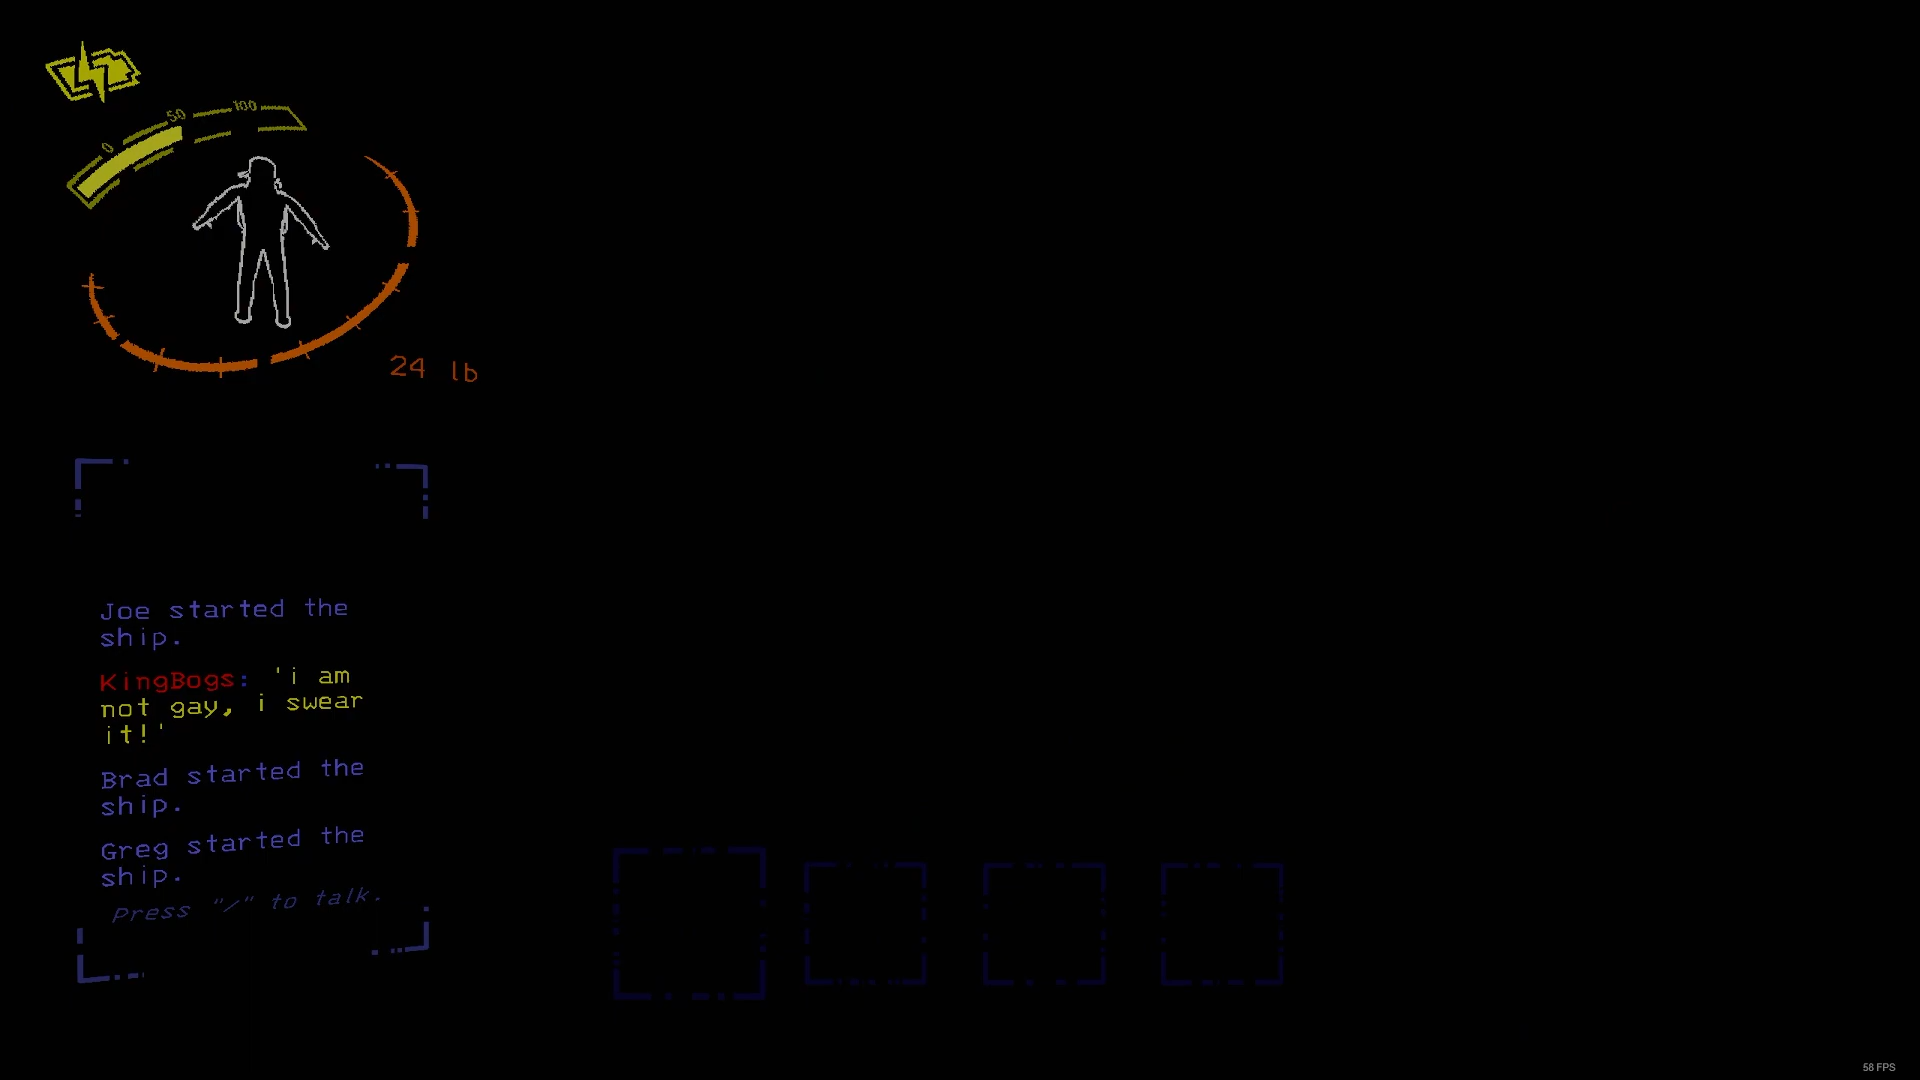 0 50 100
24 lb
Joe started the
ship.
KingBogs: 'i am
not gay, i swear
it!'
Brad started the
ship.
Greg started the
ship.
Press "/" to talk.
58 FPS